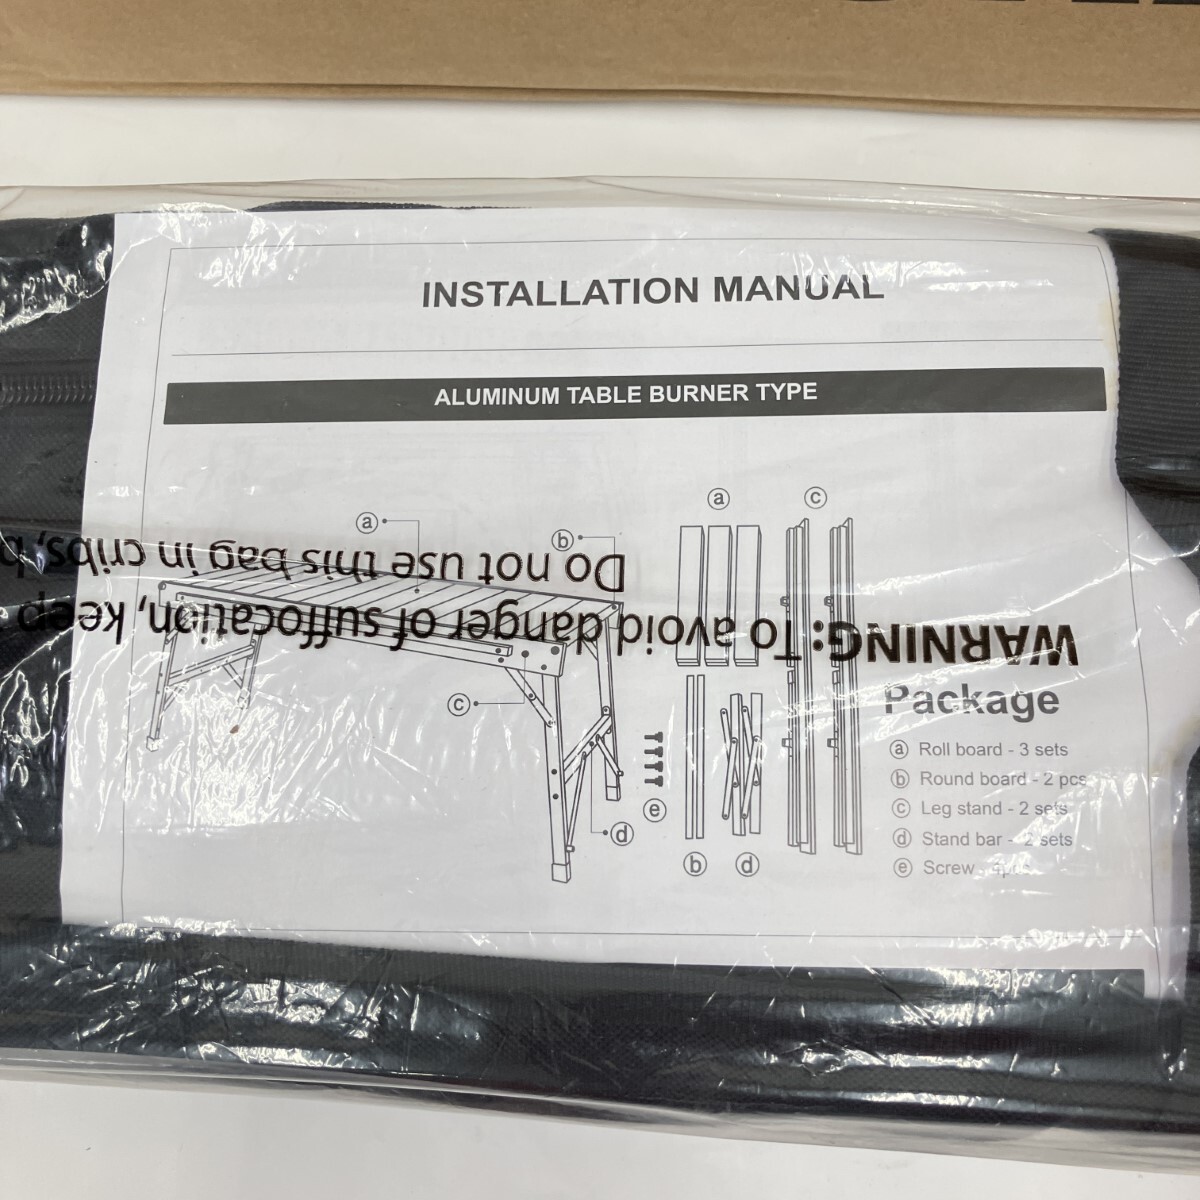 INSTALLATION MANUAL
ALUMINUM TABLE BURNER TYPE
ⓐ
ⓑ
ⓒ
ⓓ
ⓐ
ⓒ
ⓔ
ⓑ
ⓓ
Package
ⓐ Roll board - 3 sets
ⓑ Round board - 2 pcs
ⓒ Leg stand - 2 sets
ⓓ Stand bar - 2 sets
ⓔ Screw -
WARNING: To avoid danger of suffocation, keep
Do not use this bag in cribs,